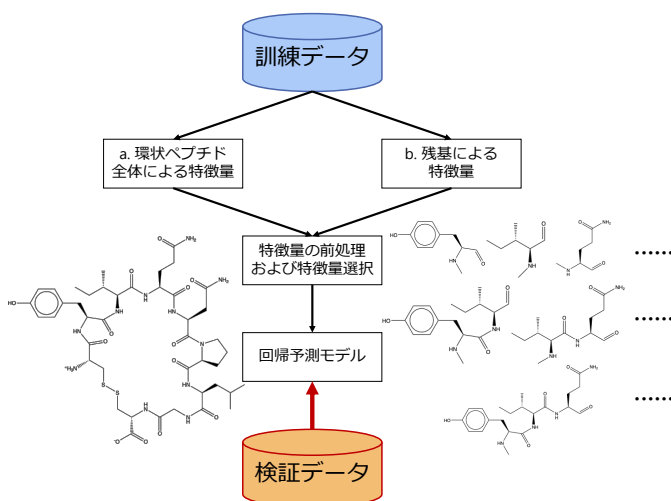 訓練データ
a. 環状ペプチド
全体による特徴量
b. 残基による
特徴量
特徴量の前処理
および特徴量選択
回帰予測モデル
検証データ